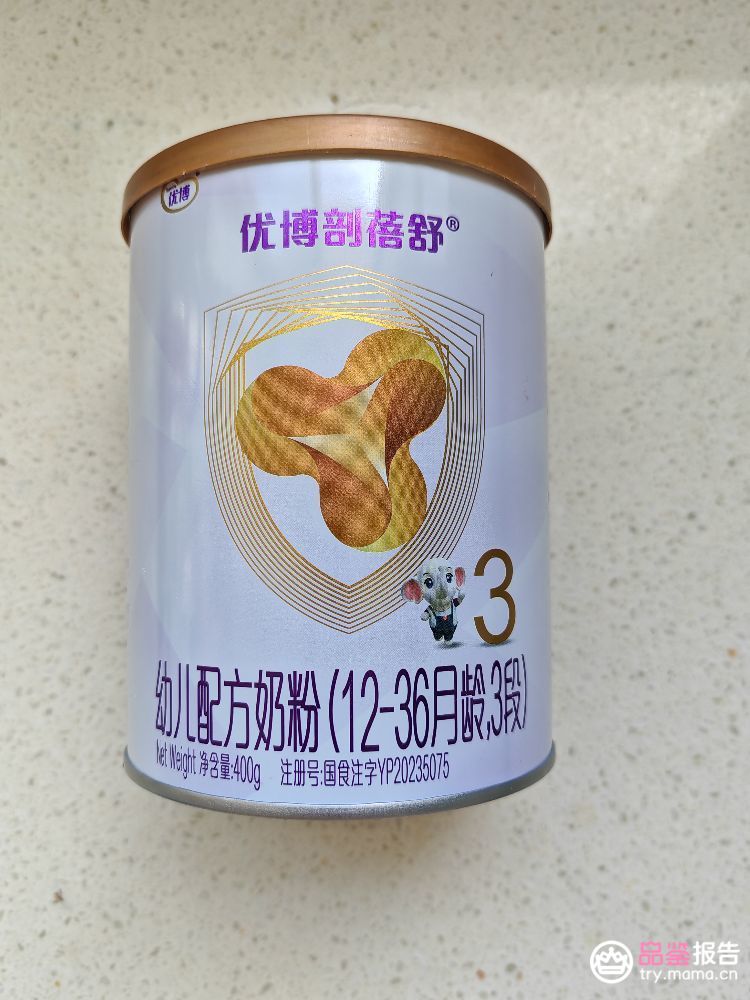 优博
优博剖蓓舒®
3
幼儿配方奶粉(12-36月龄,3段)
Net Weight 净含量:400g 注册号:国食注字YP20235075
品鉴报告
try.mama.cn